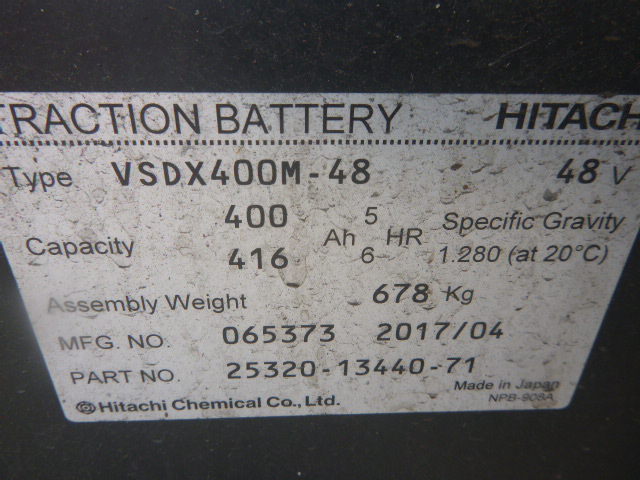 TRACTION BATTERY HITACH
Type VSDX400M-48 48 V
Capacity 400 Ah 5 HR Specific Gravity
416 6 1.280 (at 20°C)
Assembly Weight 678 Kg
MFG. NO. 065373 2017/04
PART NO. 25320-13440-71
Made in Japan
Hitachi Chemical Co., Ltd. NPB-908A